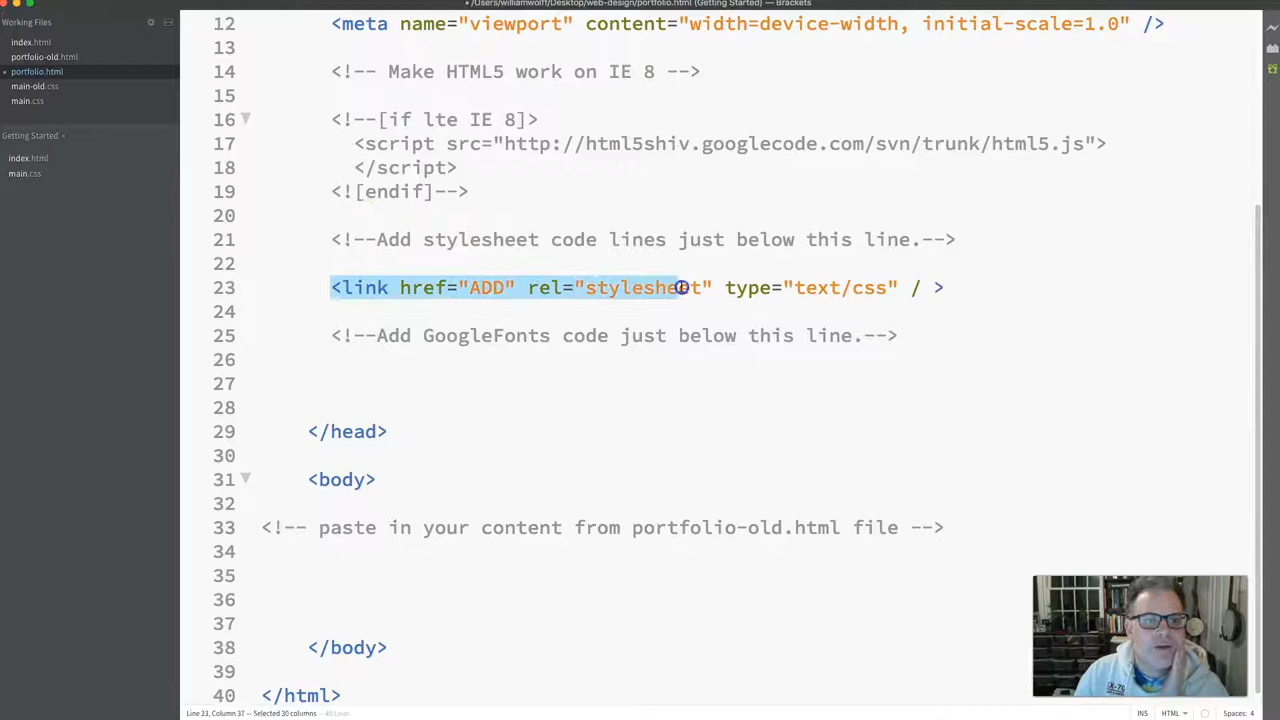 • /Users/williamwolff/Desktop/web-design/portfolio.html (Getting Started) — Brackets
Working Files
index.html
portfolio-old.html
portfolio.html
main-old.css
main.css
Getting Started
index.html
main.css
12 <meta name="viewport" content="width=device-width, initial-scale=1.0" />
13
14 <!-- Make HTML5 work on IE 8 -->
15
16 <!--[if lte IE 8]>
17 <script src="http://html5shiv.googlecode.com/svn/trunk/html5.js">
18 </script>
19 <![endif]-->
20
21 <!--Add stylesheet code lines just below this line.-->
22
23 <link href="ADD" rel="stylesheet" type="text/css" / >
24
25 <!--Add GoogleFonts code just below this line.-->
26
27
28
29 </head>
30
31 <body>
32
33 <!-- paste in your content from portfolio-old.html file -->
34
35
36
37
38 </body>
39
40 </html>
Line 23, Column 37 — Selected 30 columns — 40 Lines
INS HTML Spaces: 4